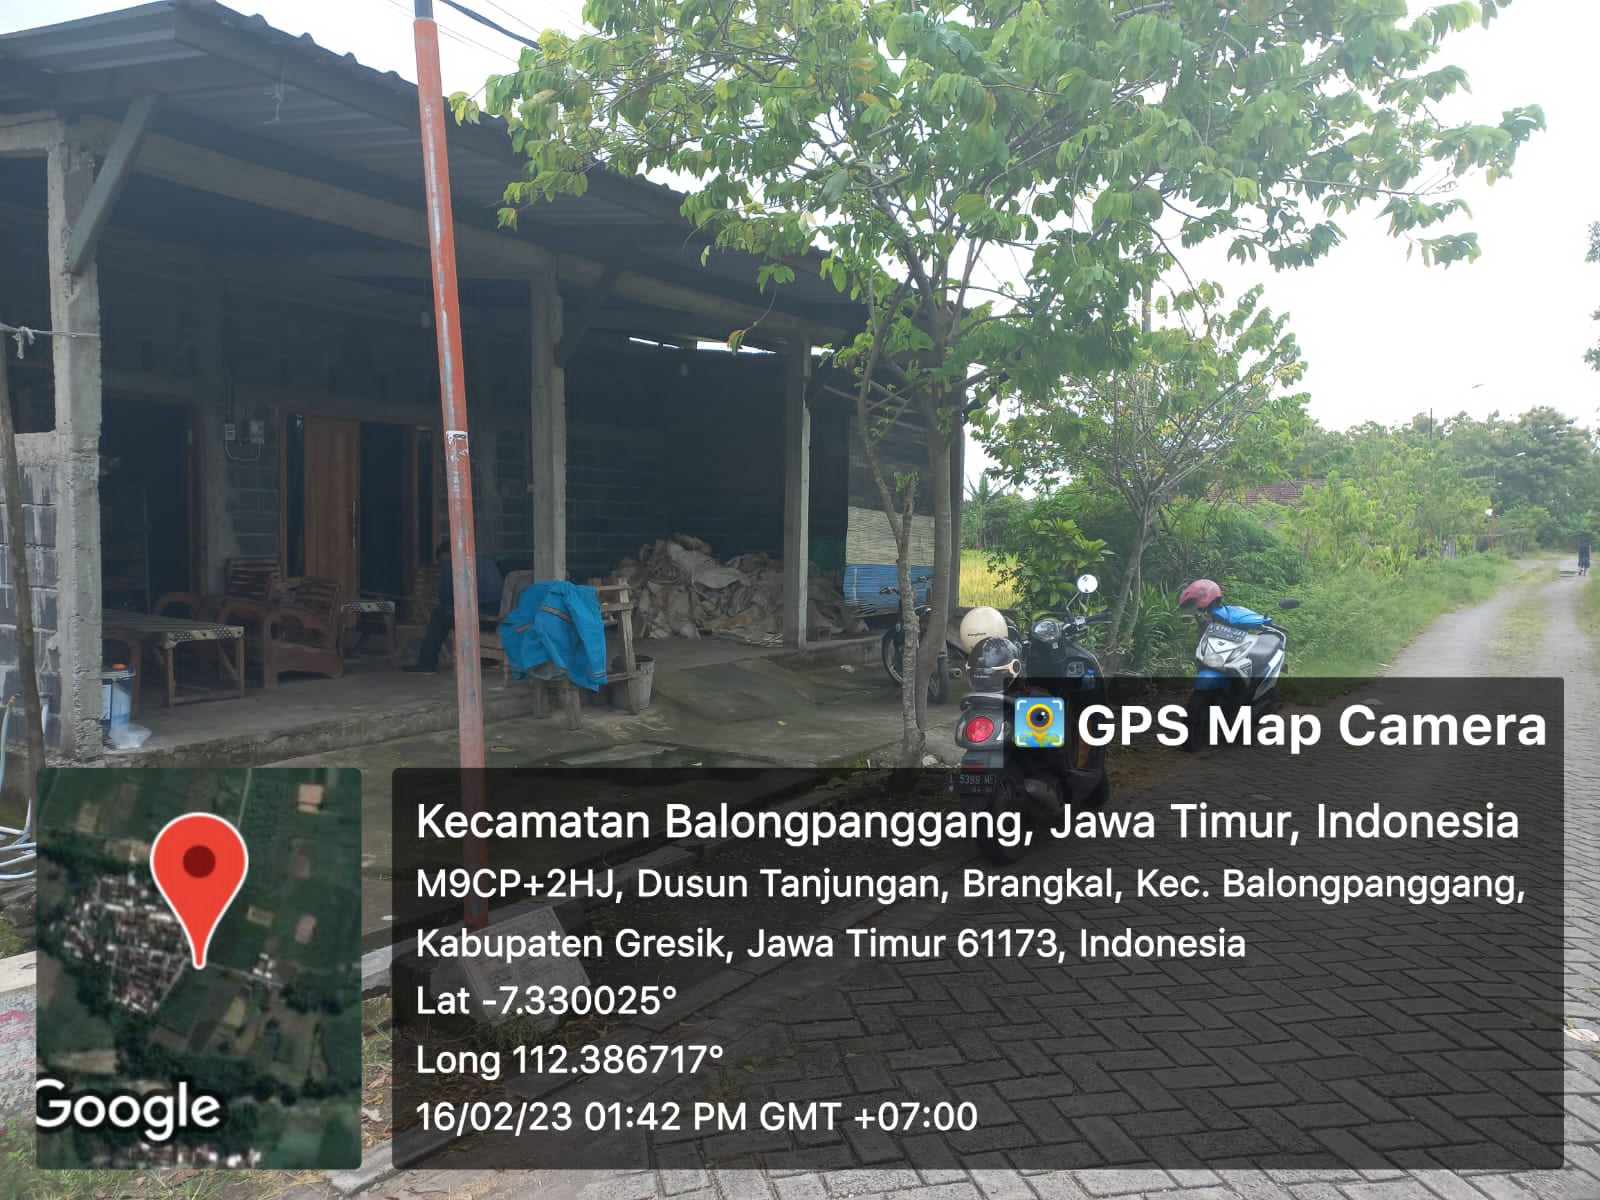 GPS Map Camera
Kecamatan Balongpanggang, Jawa Timur, Indonesia
M9CP+2HJ, Dusun Tanjungan, Brangkal, Kec. Balongpanggang,
Kabupaten Gresik, Jawa Timur 61173, Indonesia
Lat -7.330025°
Long 112.386717°
16/02/23 01:42 PM GMT +07:00
Google